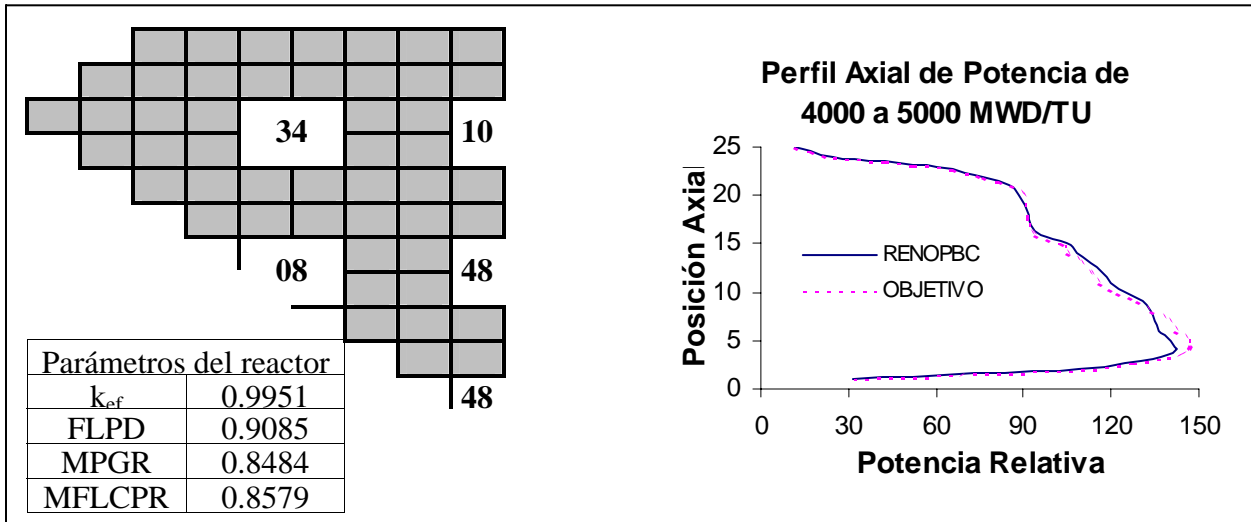 34
10
08
48
48
Parámetros del reactor
k_ef 0.9951
FLPD 0.9085
MPGR 0.8484
MFLCPR 0.8579
Perfil Axial de Potencia de
4000 a 5000 MWD/TU
Posición Axial
25
20
15
10
5
0
RENOPBC
OBJETIVO
0 30 60 90 120 150
Potencia Relativa